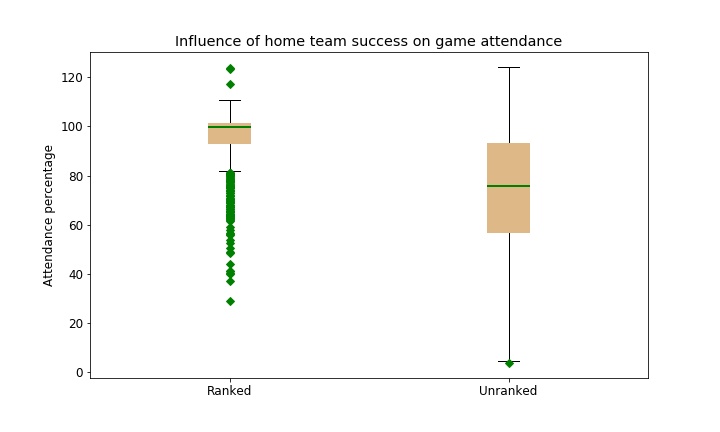 Influence of home team success on game attendance
Attendance percentage
120
100
80
60
40
20
0
Ranked
Unranked